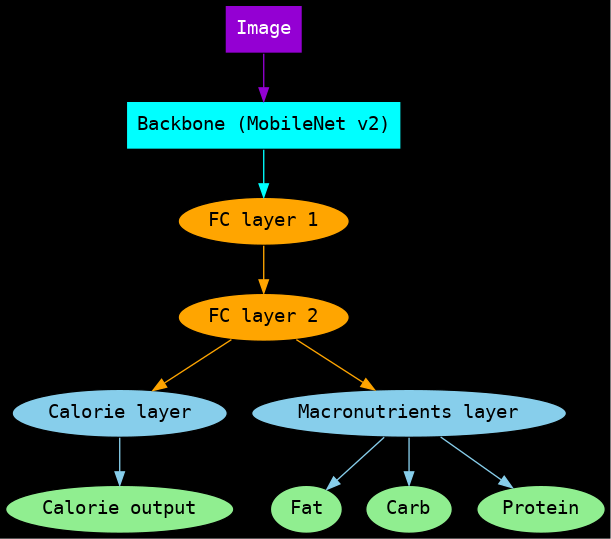 Image
Backbone (MobileNet v2)
FC layer 1
FC layer 2
Calorie layer
Macronutrients layer
Calorie output
Fat
Carb
Protein